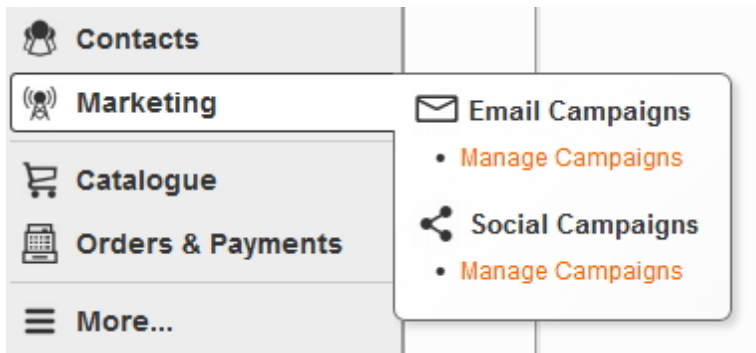 Contacts
Marketing
Catalogue
Orders & Payments
More...
Email Campaigns
• Manage Campaigns
Social Campaigns
• Manage Campaigns